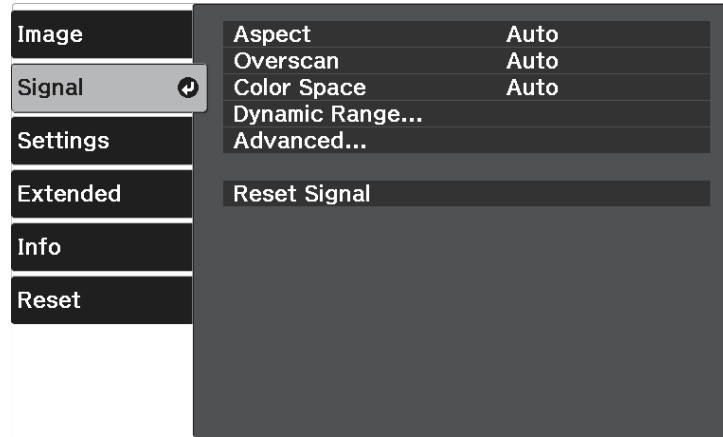 Image
Signal
Settings
Extended
Info
Reset
Aspect Auto
Overscan Auto
Color Space Auto
Dynamic Range...
Advanced...
Reset Signal